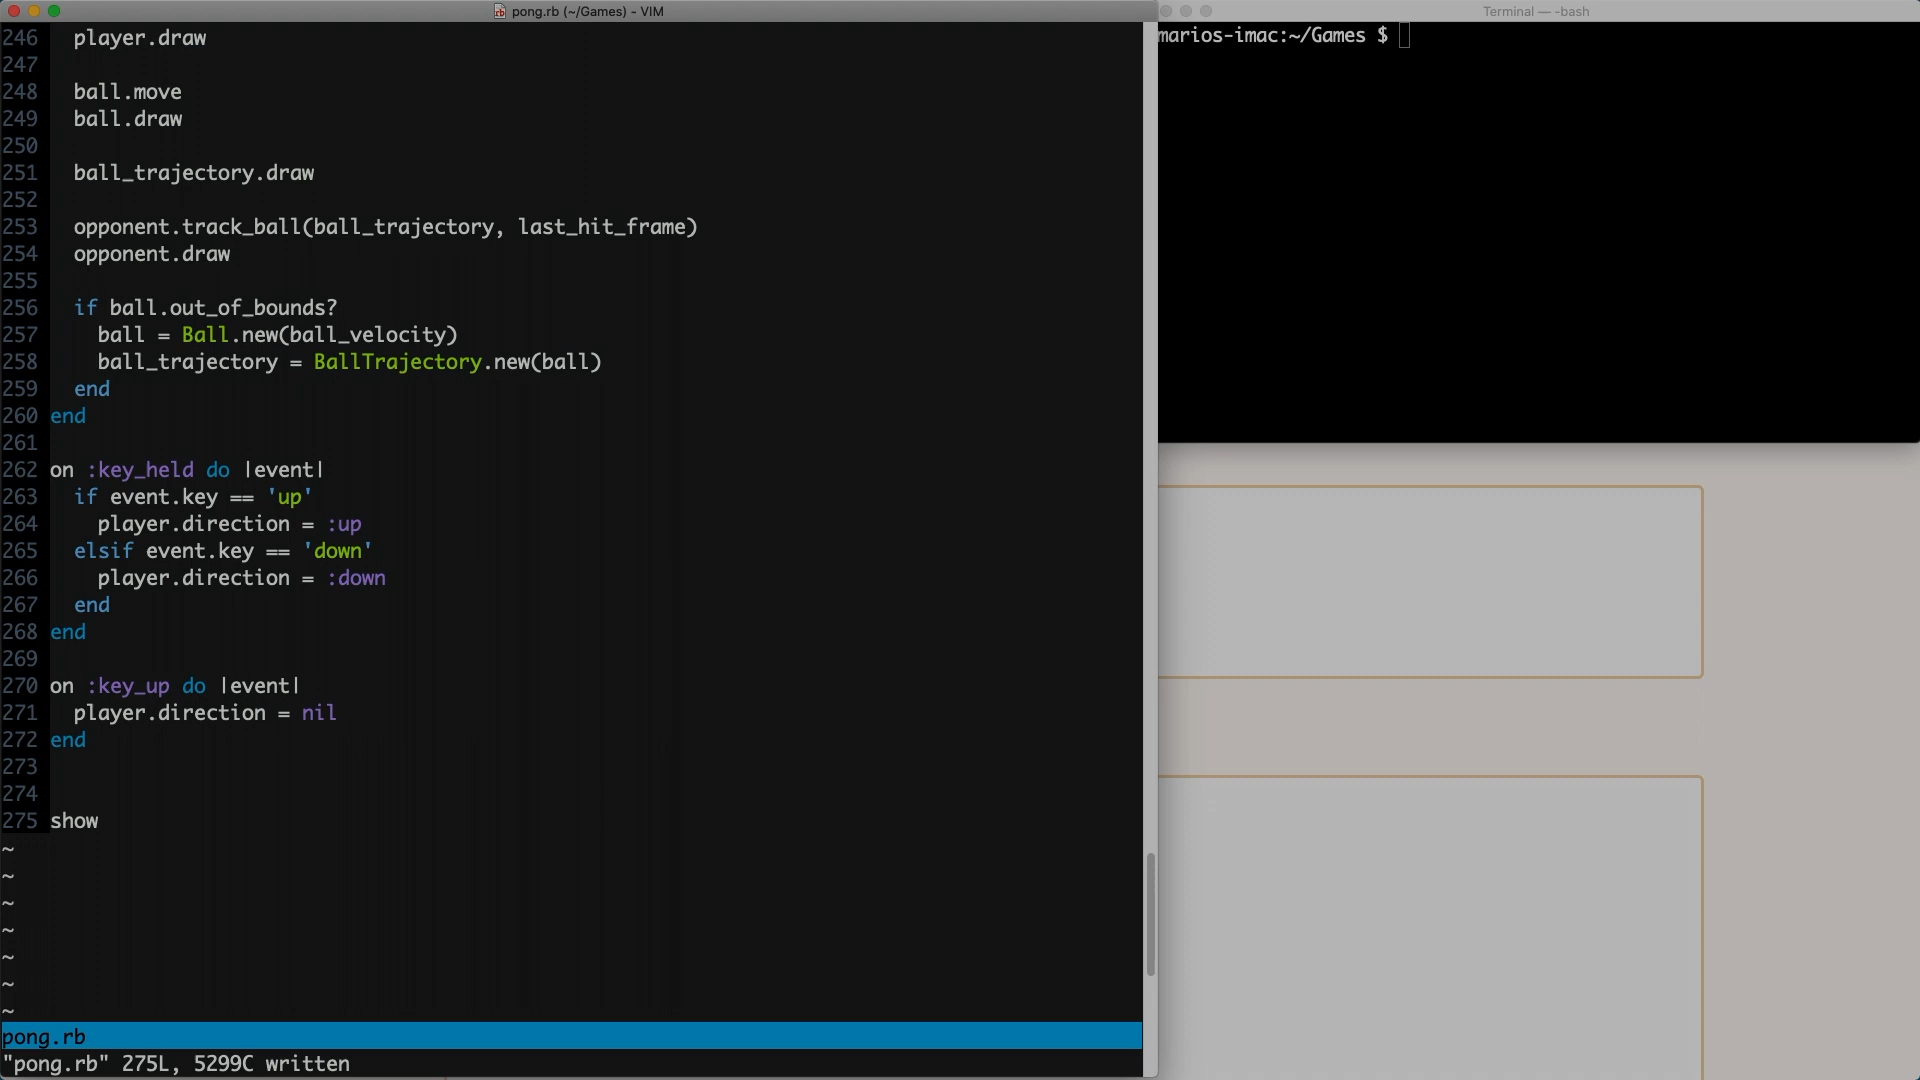 pong.rb (~/Games) - VIM
246 player.draw
247
248 ball.move
249 ball.draw
250
251 ball_trajectory.draw
252
253 opponent.track_ball(ball_trajectory, last_hit_frame)
254 opponent.draw
255
256 if ball.out_of_bounds?
257 ball = Ball.new(ball_velocity)
258 ball_trajectory = BallTrajectory.new(ball)
259 end
260 end
261
262 on :key_held do |event|
263 if event.key == 'up'
264 player.direction = :up
265 elsif event.key == 'down'
266 player.direction = :down
267 end
268 end
269
270 on :key_up do |event|
271 player.direction = nil
272 end
273
274
275 show
~
~
~
~
~
~
~
pong.rb
"pong.rb" 275L, 5299C written
Terminal — -bash
marios-imac:~/Games $